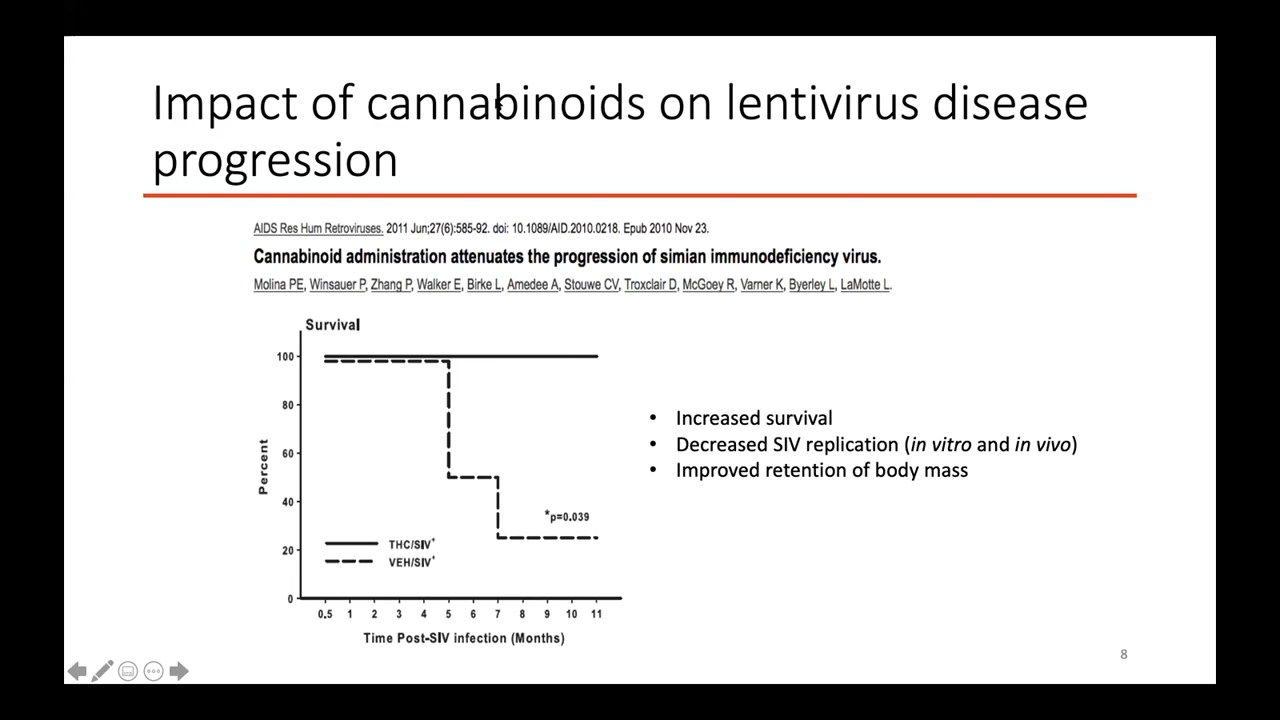 Impact of cannabinoids on lentivirus disease
progression
AIDS Res Hum Retroviruses. 2011 Jun;27(6):585-92. doi: 10.1089/AID.2010.0218. Epub 2010 Nov 23.
Cannabinoid administration attenuates the progression of simian immunodeficiency virus.
Molina PE, Winsauer P, Zhang P, Walker E, Birke L, Amedee A, Stouwe CV, Troxclair D, McGoey R, Varner K, Byerley L, LaMotte L.
Survival
100
80
60
40
20
0
Percent
*p=0.039
THC/SIV+
VEH/SIV+
0.5 1 2 3 4 5 6 7 8 9 10 11
Time Post-SIV infection (Months)
• Increased survival
• Decreased SIV replication (in vitro and in vivo)
• Improved retention of body mass
8